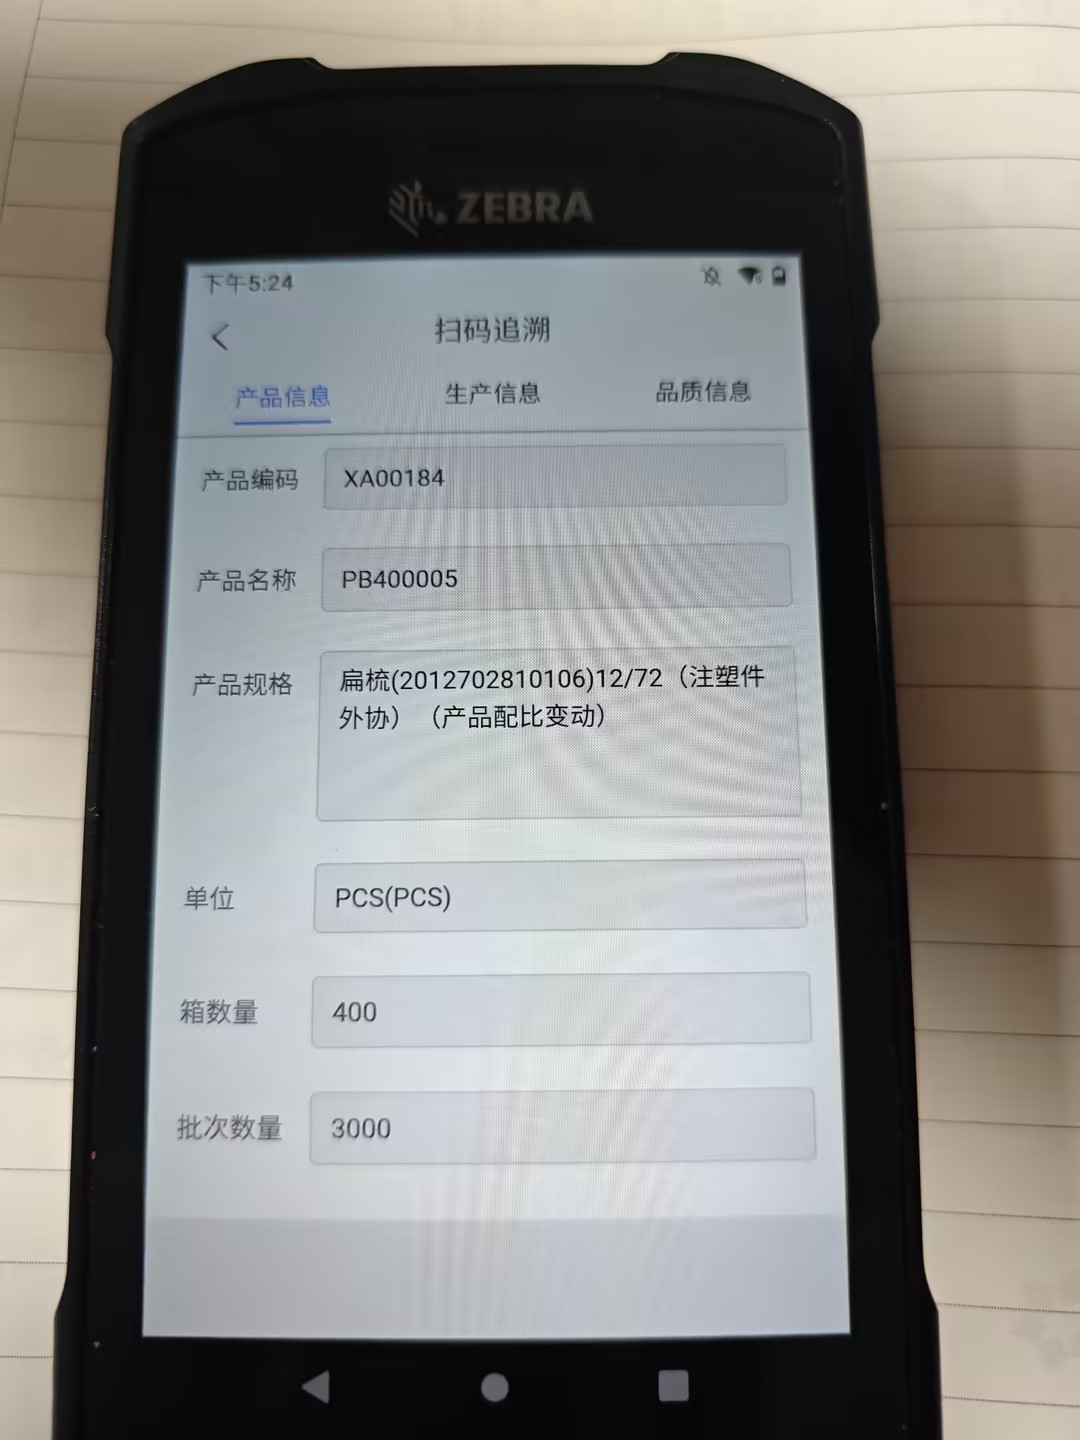 ZEBRA
下午5:24
扫码追溯
产品信息 生产信息 品质信息
产品编码 XA00184
产品名称 PB400005
产品规格 扁梳(2012702810106)12/72（注塑件
外协）（产品配比变动）
单位 PCS(PCS)
箱数量 400
批次数量 3000